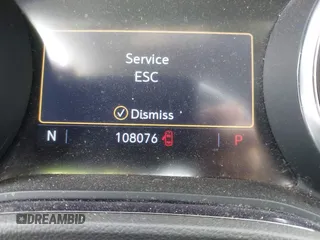 Service
ESC
Dismiss
N 108076 P
DREAMBID